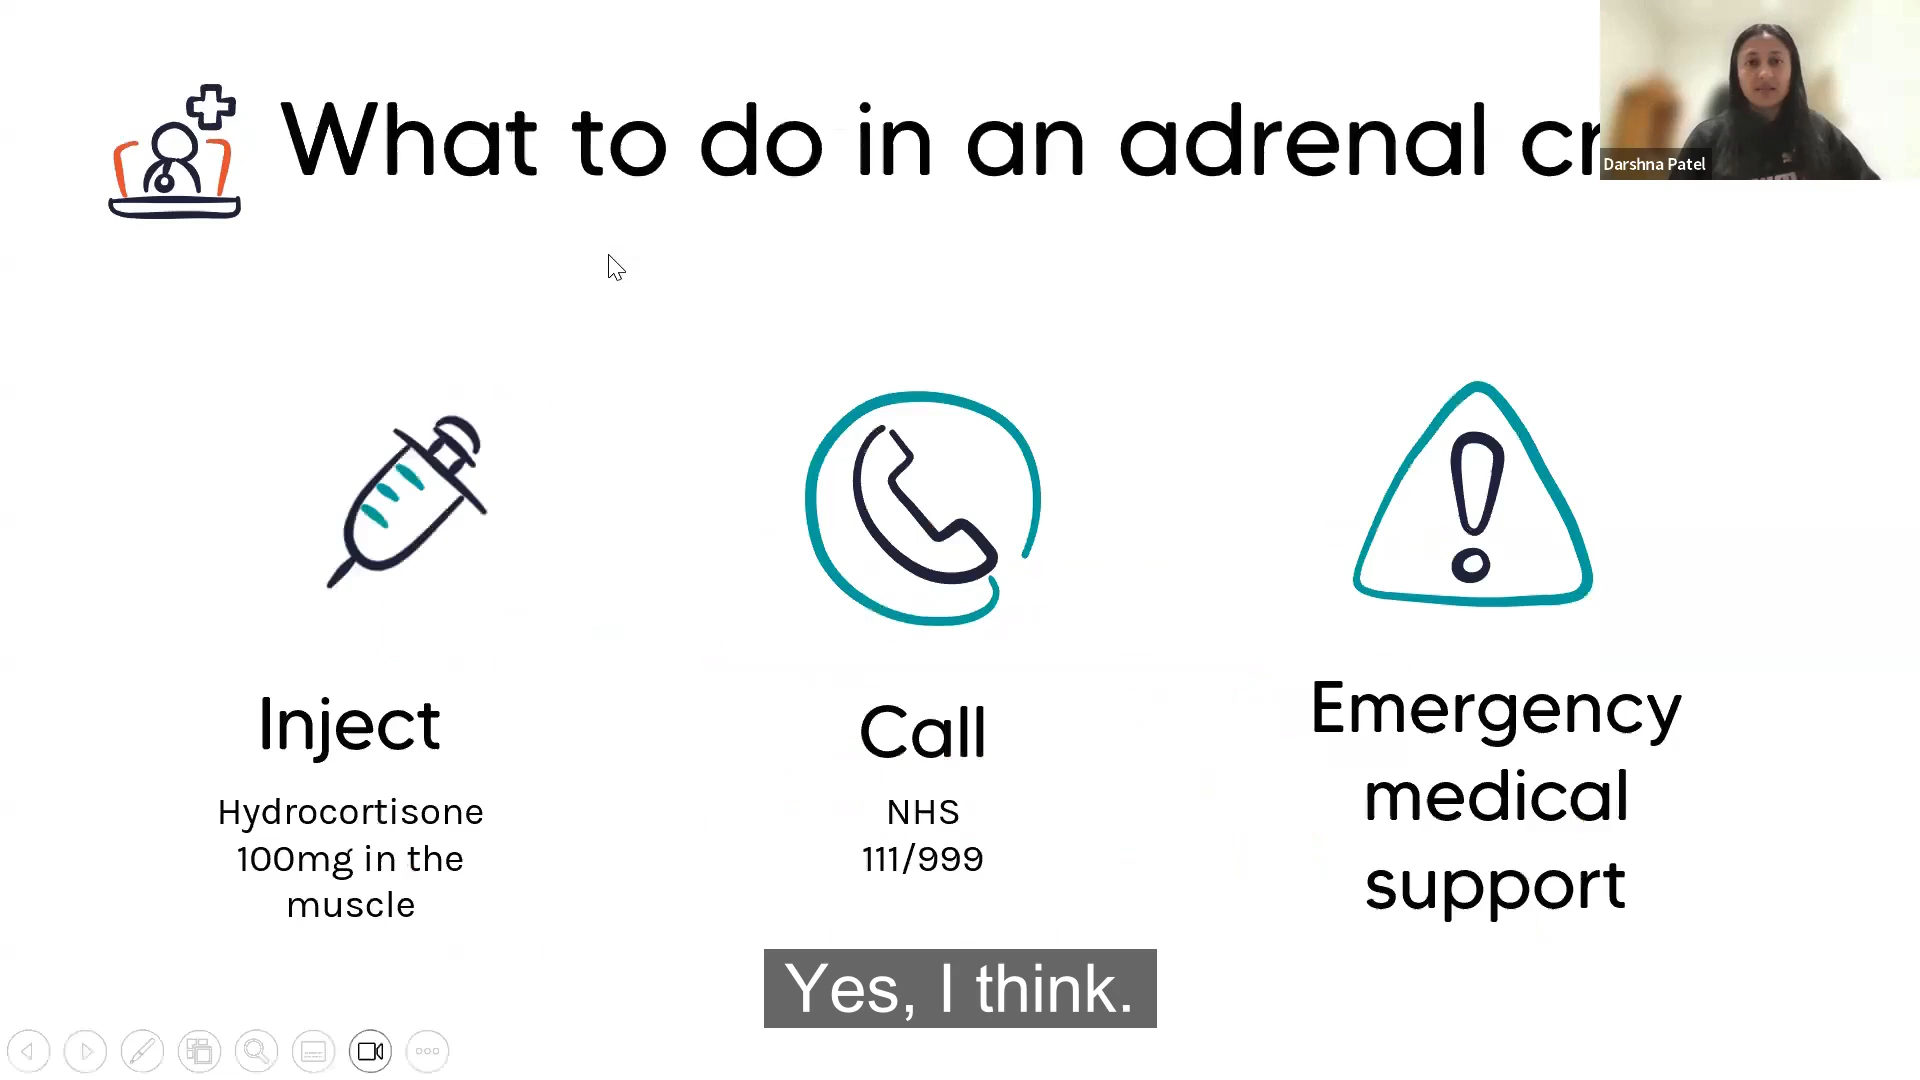 What to do in an adrenal cr
Darshna Patel
Inject
Hydrocortisone
100mg in the
muscle
Call
NHS
111/999
Emergency
medical
support
Yes, I think.